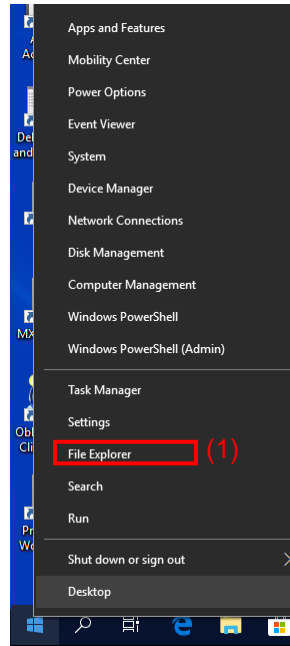 Apps and Features
Mobility Center
Power Options
Event Viewer
System
Device Manager
Network Connections
Disk Management
Computer Management
Windows PowerShell
Windows PowerShell (Admin)
Task Manager
Settings
File Explorer (1)
Search
Run
Shut down or sign out
Desktop